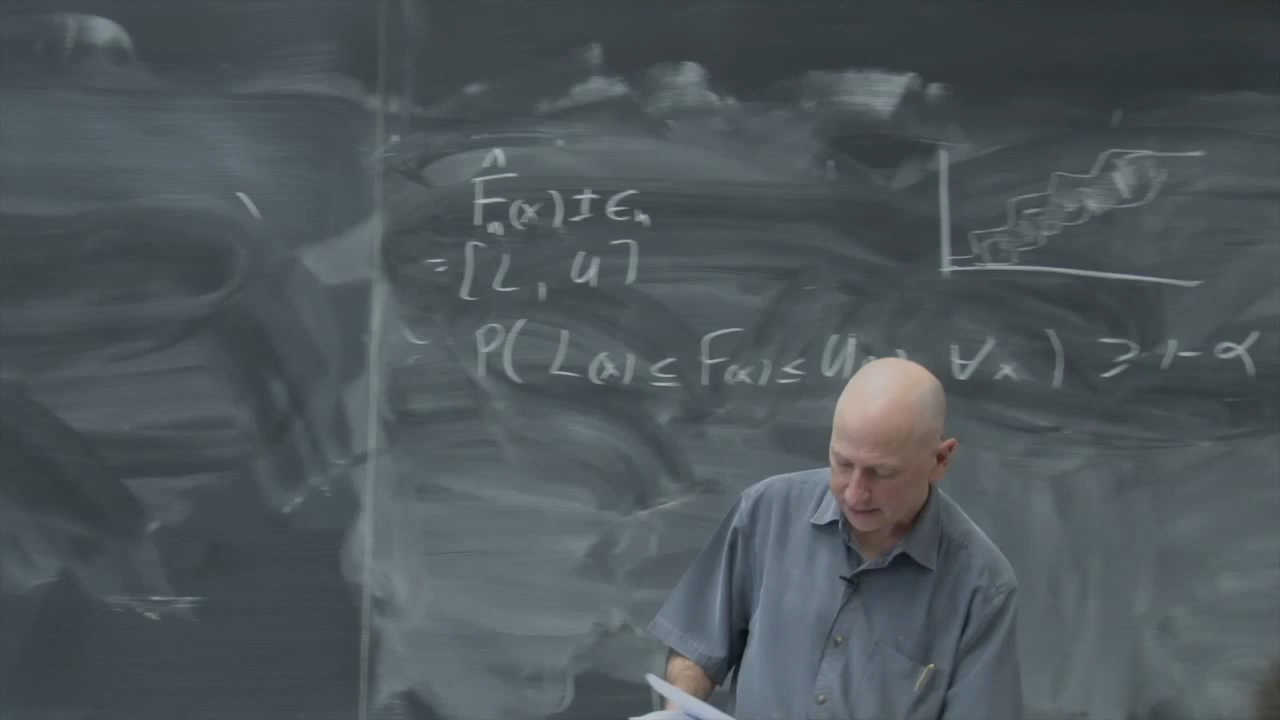 F̂ₙ(x) ± εₙ
= [L, U]
P( L(x) ≤ F(x) ≤ U(x) ∀x ) ≥ 1-α